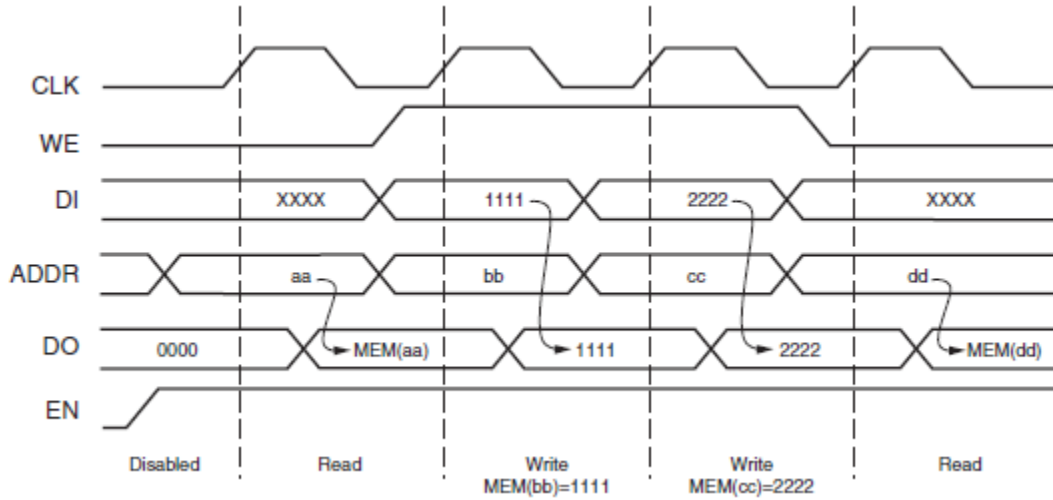 CLK
WE
DI XXXX 1111 2222 XXXX
ADDR aa bb cc dd
DO 0000 MEM(aa) 1111 2222 MEM(dd)
EN
Disabled Read Write Write Read
MEM(bb)=1111 MEM(cc)=2222